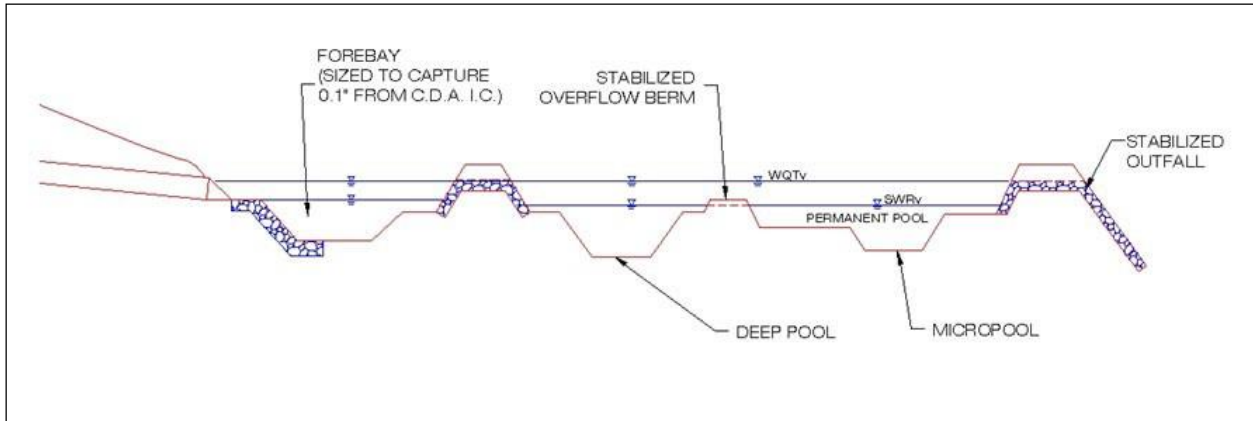 FOREBAY
(SIZED TO CAPTURE
0.1" FROM C.D.A. I.C.)
STABILIZED
OVERFLOW BERM
STABILIZED
OUTFALL
WQTv
SWRv
PERMANENT POOL
DEEP POOL
MICROPOOL